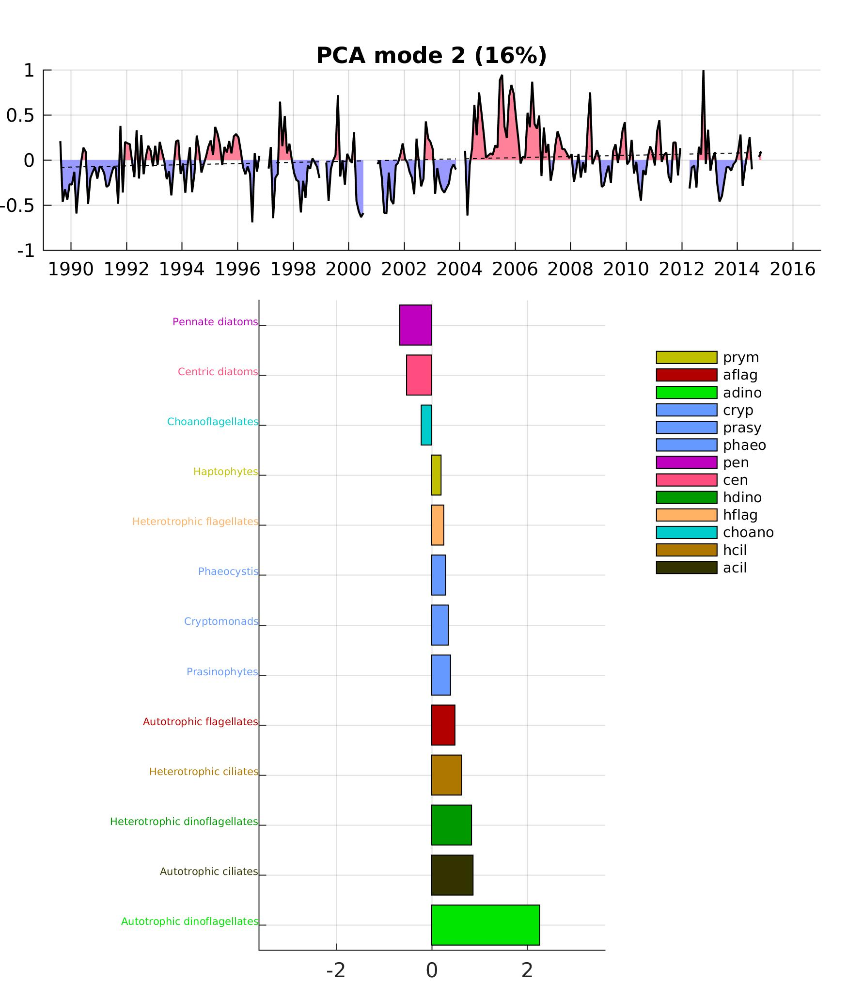 PCA mode 2 (16%)
1
0.5
0
-0.5
-1
1990 1992 1994 1996 1998 2000 2002 2004 2006 2008 2010 2012 2014 2016
Pennate diatoms
Centric diatoms
Choanoflagellates
Haptophytes
Heterotrophic flagellates
Phaeocystis
Cryptomonads
Prasinophytes
Autotrophic flagellates
Heterotrophic ciliates
Heterotrophic dinoflagellates
Autotrophic ciliates
Autotrophic dinoflagellates
-2 0 2
prym
aflag
adino
cryp
prasy
phaeo
pen
cen
hdino
hflag
choano
hcil
acil